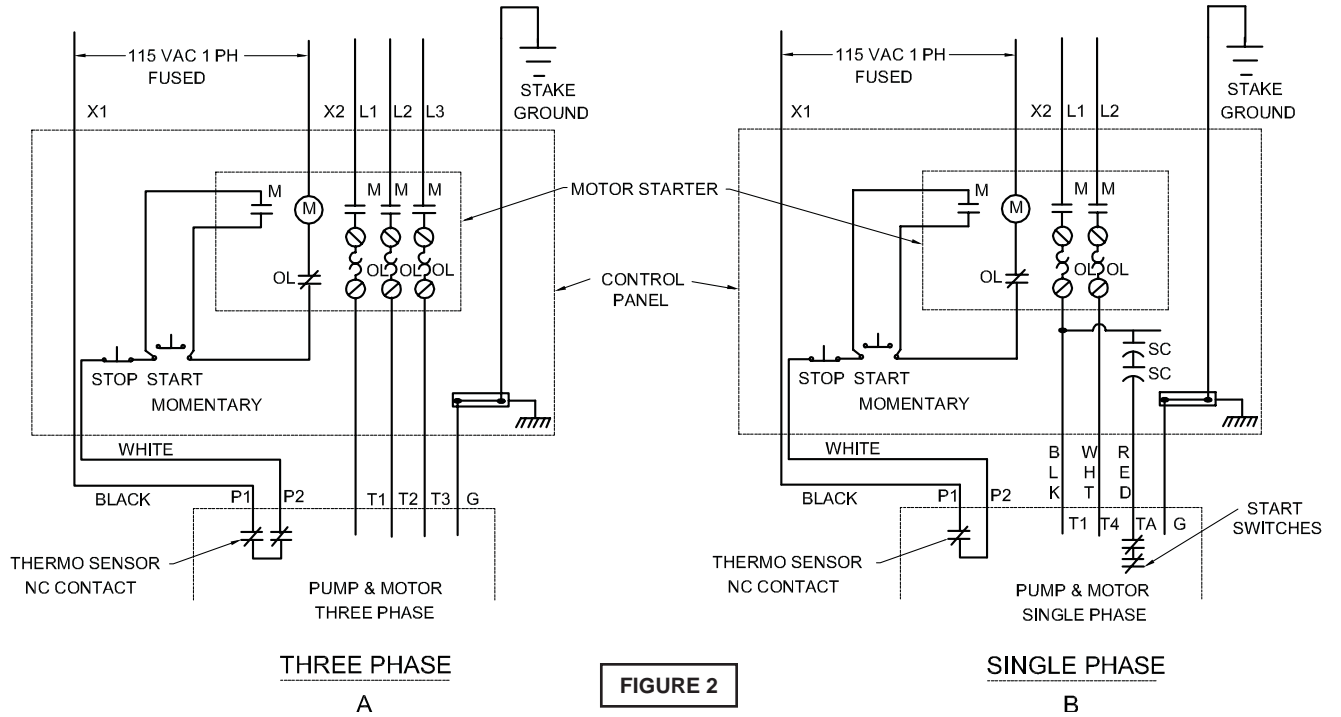 115 VAC 1 PH
FUSED
STAKE
GROUND
X1
X2
L1
L2
L3
M
M
M
M
M
OL
OL
OL
OL
STOP
START
MOMENTARY
WHITE
BLACK
P1
P2
T1
T2
T3
G
THERMO SENSOR
NC CONTACT
PUMP & MOTOR
THREE PHASE
THREE PHASE
A
MOTOR STARTER
CONTROL
PANEL
FIGURE 2
115 VAC 1 PH
FUSED
STAKE
GROUND
X1
X2
L1
L2
M
M
M
M
OL
OL
OL
SC
SC
STOP
START
MOMENTARY
WHITE
BLACK
P1
P2
BLK
WHT
RED
T1
T4
TA
G
START
SWITCHES
THERMO SENSOR
NC CONTACT
PUMP & MOTOR
SINGLE PHASE
SINGLE PHASE
B